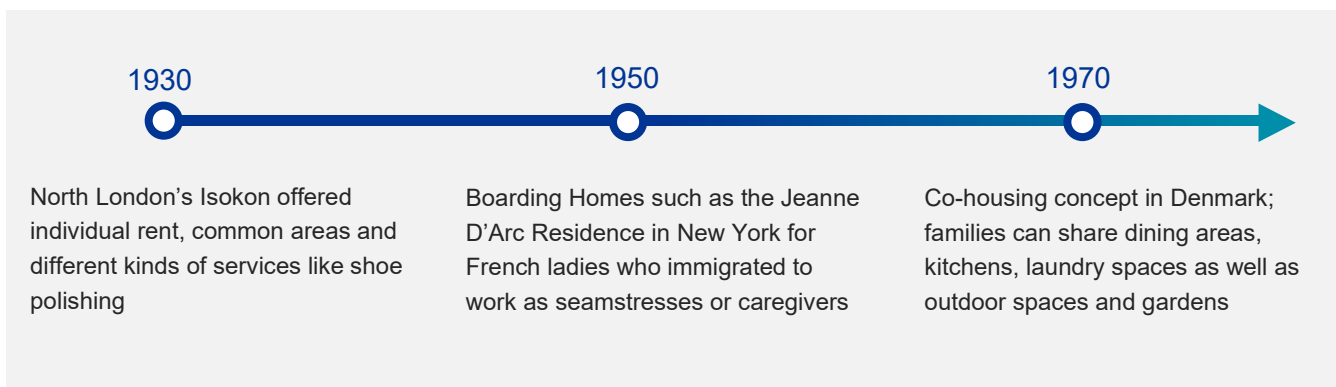 1930
North London’s Isokon offered
individual rent, common areas and
different kinds of services like shoe
polishing
1950
Boarding Homes such as the Jeanne
D’Arc Residence in New York for
French ladies who immigrated to
work as seamstresses or caregivers
1970
Co-housing concept in Denmark;
families can share dining areas,
kitchens, laundry spaces as well as
outdoor spaces and gardens